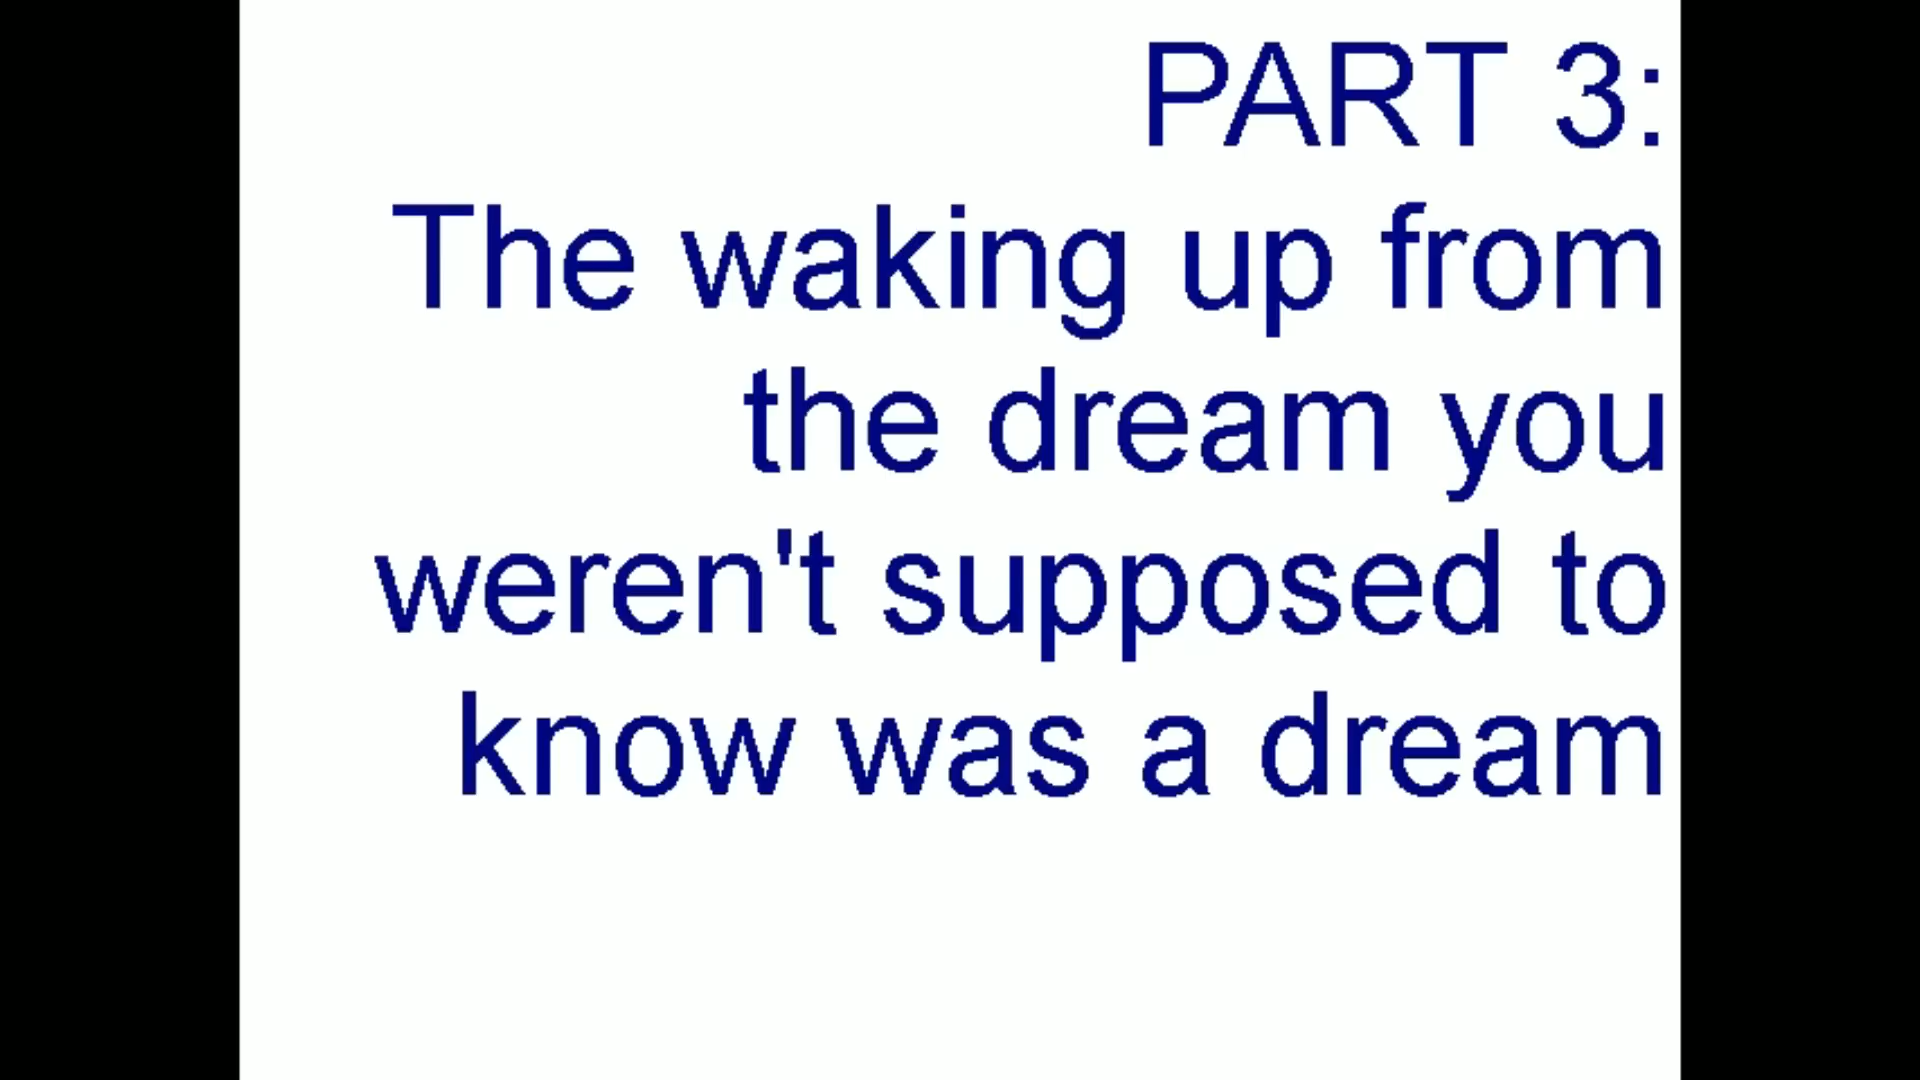 PART 3:
The waking up from
the dream you
weren't supposed to
know was a dream